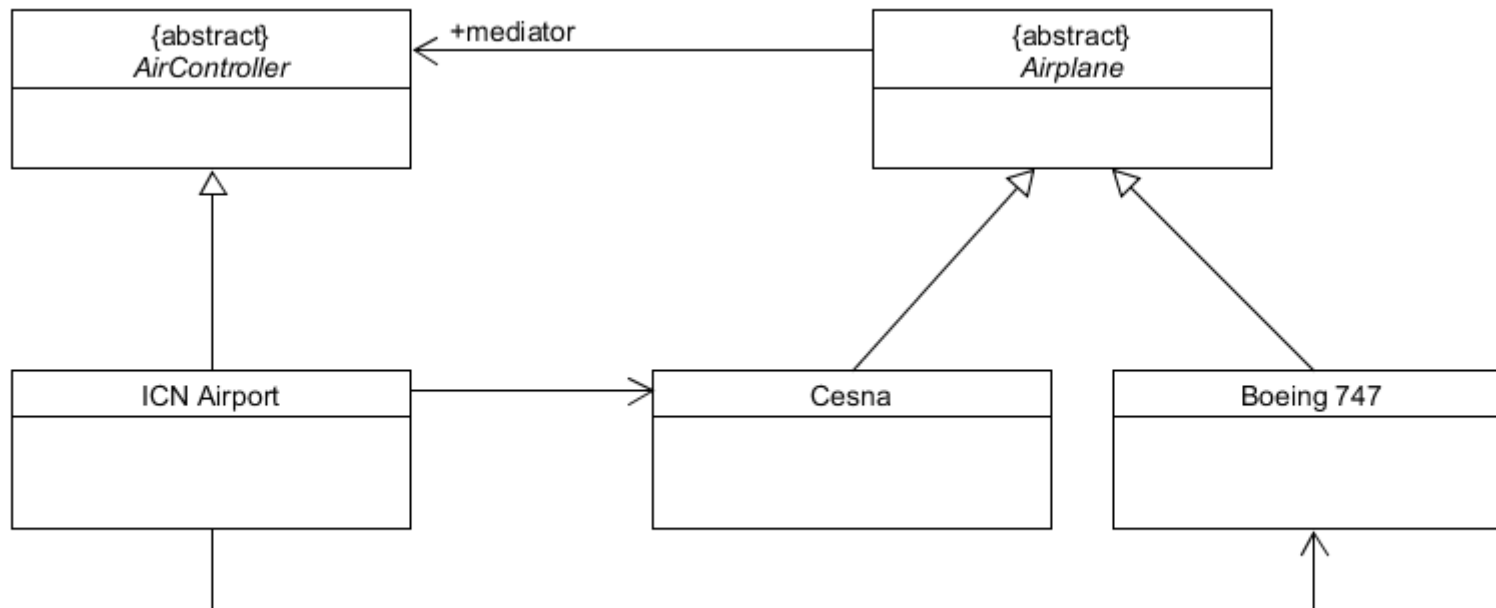 {abstract}
AirController
+mediator
{abstract}
Airplane
ICN Airport
Cesna
Boeing 747